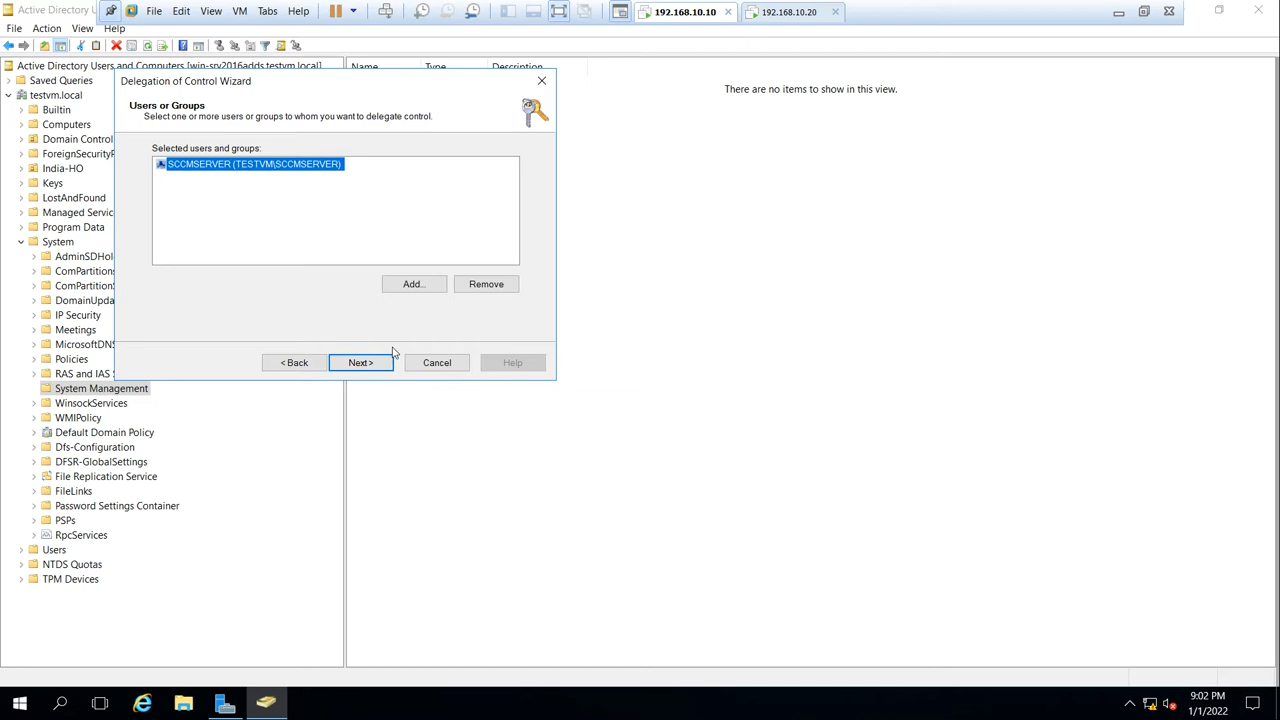 Active Directory U
File Edit View VM Tabs Help
192.168.10.10
192.168.10.20
File Action View Help
Active Directory Users and Computers [win-srv2016adds.testvm.local]
Name Type Description
Saved Queries
testvm.local
Builtin
Computers
Domain Control
ForeignSecurityP
India-HO
Keys
LostAndFound
Managed Servic
Program Data
System
AdminSDHol
ComPartitions
ComPartitions
DomainUpda
IP Security
Meetings
MicrosoftDNS
Policies
RAS and IAS S
System Management
WinsockServices
WMIPolicy
Default Domain Policy
Dfs-Configuration
DFSR-GlobalSettings
File Replication Service
FileLinks
Password Settings Container
PSPs
RpcServices
Users
NTDS Quotas
TPM Devices
Delegation of Control Wizard
Users or Groups
Select one or more users or groups to whom you want to delegate control.
Selected users and groups:
SCCMSERVER (TESTVM\SCCMSERVER)
Add... Remove
< Back Next > Cancel Help
There are no items to show in this view.
9:02 PM
1/1/2022